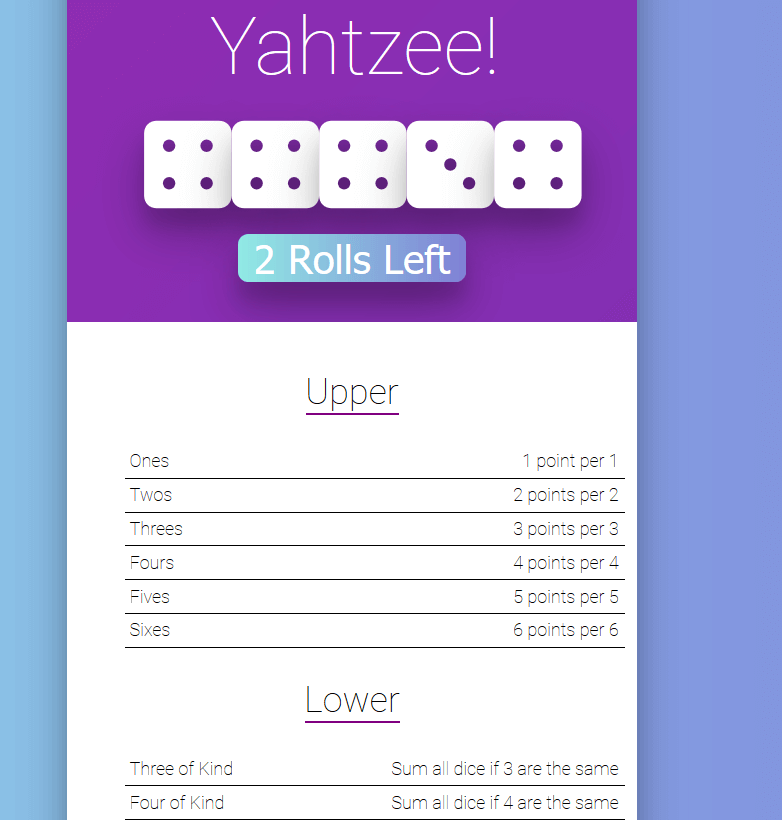 Yahtzee!
2 Rolls Left
Upper
Ones 1 point per 1
Twos 2 points per 2
Threes 3 points per 3
Fours 4 points per 4
Fives 5 points per 5
Sixes 6 points per 6
Lower
Three of Kind Sum all dice if 3 are the same
Four of Kind Sum all dice if 4 are the same